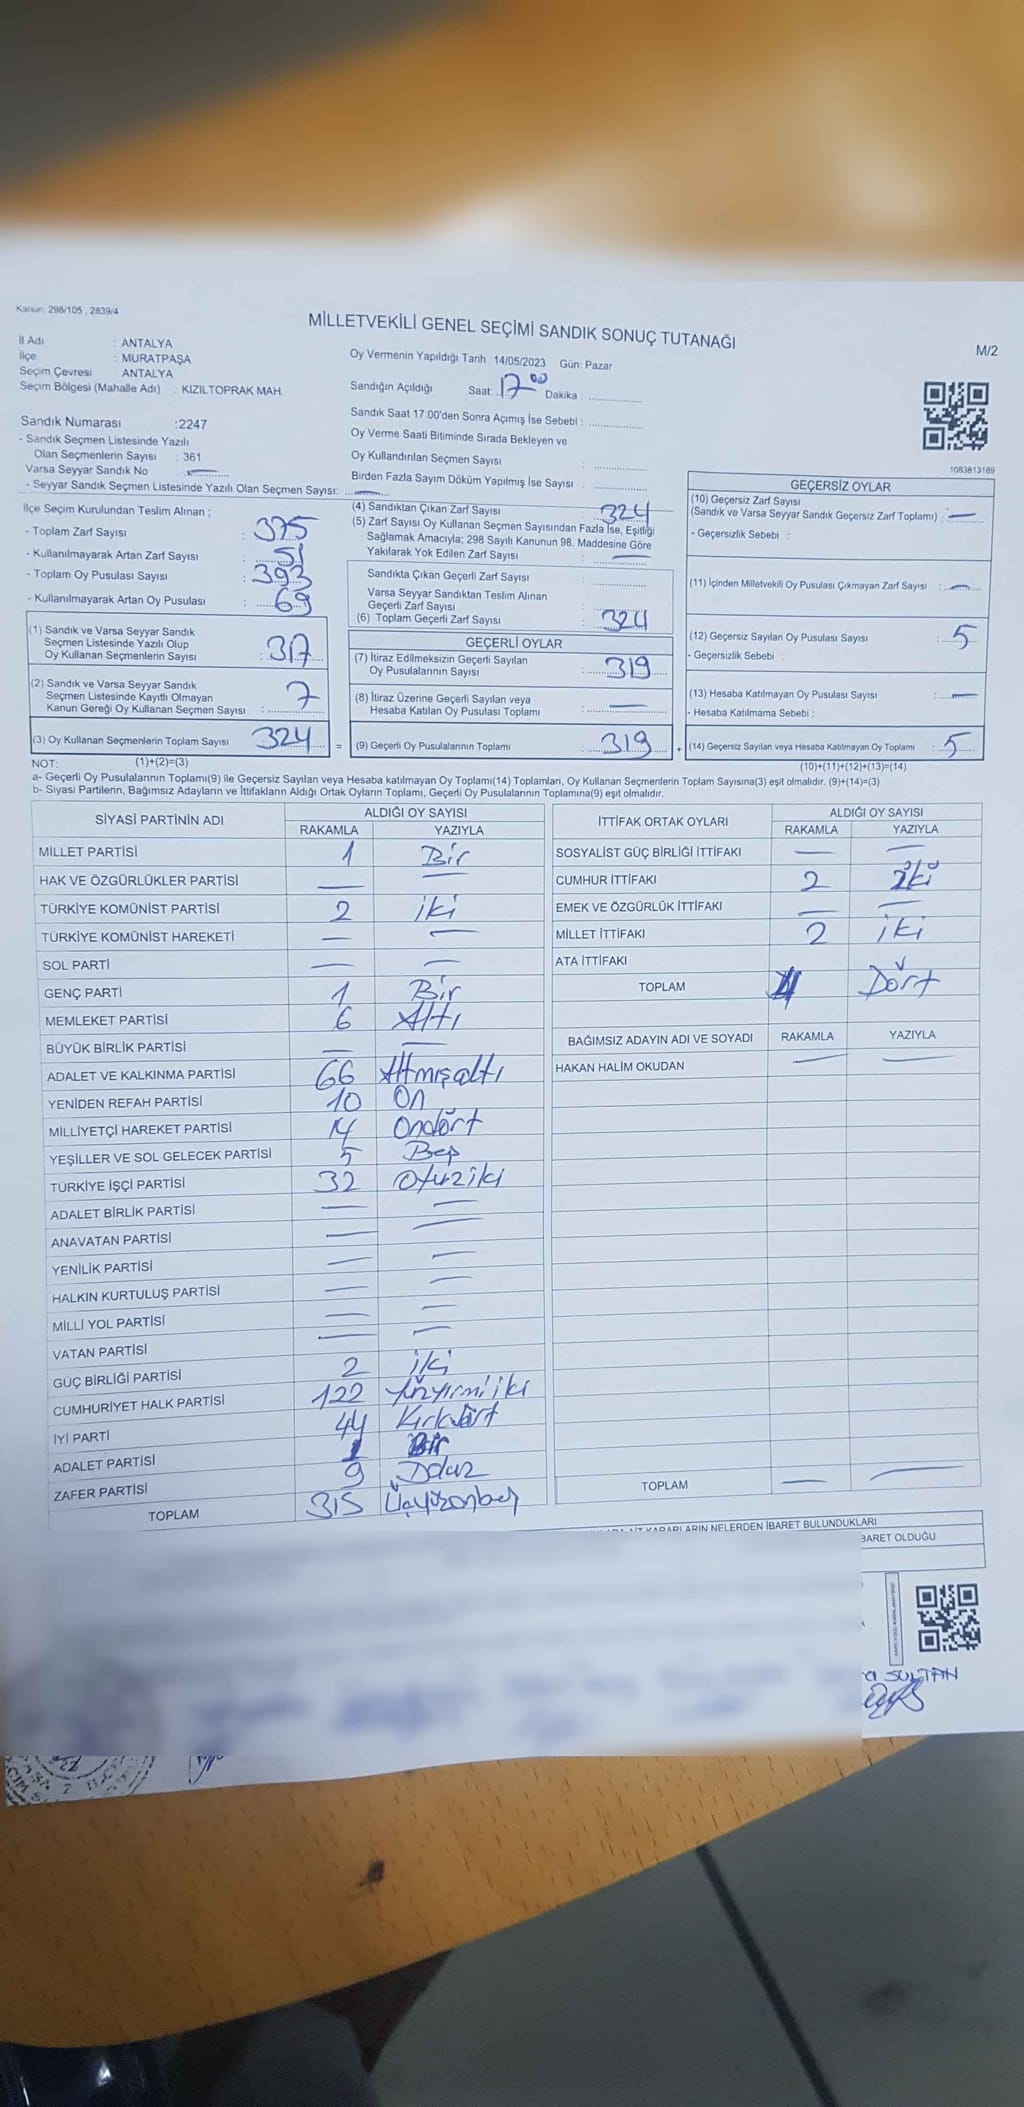 Kanun: 298/105 , 2839/4
MİLLETVEKİLİ GENEL SEÇİMİ SANDIK SONUÇ TUTANAĞI
M/2
İl Adı : ANTALYA
İlçe : MURATPAŞA
Seçim Çevresi : ANTALYA
Seçim Bölgesi (Mahalle Adı) : KIZILTOPRAK MAH.
Oy Vermenin Yapıldığı Tarih 14/05/2023 Gün: Pazar
Sandığın Açıldığı Saat: 17 00 Dakika :
Sandık Saat 17:00'den Sonra Açımış İse Sebebi :
Oy Verme Saati Bitiminde Sırada Bekleyen ve
Oy Kullandırılan Seçmen Sayısı :
Birden Fazla Sayım Döküm Yapılmış İse Sayısı :
1083813189
Sandık Numarası :2247
- Sandık Seçmen Listesinde Yazılı
Olan Seçmenlerin Sayısı : 361
Varsa Seyyar Sandık No : —
- Seyyar Sandık Seçmen Listesinde Yazılı Olan Seçmen Sayısı: —
İlçe Seçim Kurulundan Teslim Alınan ;
- Toplam Zarf Sayısı : 375
- Kullanılmayarak Artan Zarf Sayısı : 51
- Toplam Oy Pusulası Sayısı : 393
- Kullanılmayarak Artan Oy Pusulası : 69
(1) Sandık ve Varsa Seyyar Sandık
Seçmen Listesinde Yazılı Olup
Oy Kullanan Seçmenlerin Sayısı : 317
(2) Sandık ve Varsa Seyyar Sandık
Seçmen Listesinde Kayıtlı Olmayan
Kanun Gereği Oy Kullanan Seçmen Sayısı : 7
(3) Oy Kullanan Seçmenlerin Toplam Sayısı : 324
(4) Sandıktan Çıkan Zarf Sayısı : 324
(5) Zarf Sayısı Oy Kullanan Seçmen Sayısından Fazla İse, Eşitliği
Sağlamak Amacıyla; 298 Sayılı Kanunun 98. Maddesine Göre
Yakılarak Yok Edilen Zarf Sayısı : —
Sandıkta Çıkan Geçerli Zarf Sayısı :
Varsa Seyyar Sandıktan Teslim Alınan
Geçerli Zarf Sayısı :
(6) Toplam Geçerli Zarf Sayısı : 324
GEÇERLİ OYLAR
(7) İtiraz Edilmeksizin Geçerli Sayılan
Oy Pusulalarının Sayısı : 319
(8) İtiraz Üzerine Geçerli Sayılan veya
Hesaba Katılan Oy Pusulası Toplamı : —
= (9) Geçerli Oy Pusulalarının Toplamı : 319
GEÇERSİZ OYLAR
(10) Geçersiz Zarf Sayısı
(Sandık ve Varsa Seyyar Sandık Geçersiz Zarf Toplamı) : —
- Geçersizlik Sebebi :
(11) İçinden Milletvekili Oy Pusulası Çıkmayan Zarf Sayısı : —
(12) Geçersiz Sayılan Oy Pusulası Sayısı : 5
- Geçersizlik Sebebi :
(13) Hesaba Katılmayan Oy Pusulası Sayısı : —
- Hesaba Katılmama Sebebi :
+ (14) Geçersiz Sayılan veya Hesaba Katılmayan Oy Toplamı : 5
NOT: (1)+(2)=(3)
(10)+(11)+(12)+(13)=(14)
a- Geçerli Oy Pusulalarının Toplamı(9) ile Geçersiz Sayılan veya Hesaba katılmayan Oy Toplamı(14) Toplamları, Oy Kullanan Seçmenlerin Toplam Sayısına(3) eşit olmalıdır. (9)+(14)=(3)
b- Siyasi Partilerin, Bağımsız Adayların ve İttifakların Aldığı Ortak Oyların Toplamı, Geçerli Oy Pusulalarının Toplamına(9) eşit olmalıdır.
SİYASİ PARTİNİN ADI ALDIĞI OY SAYISI
RAKAMLA YAZIYLA
MİLLET PARTİSİ 1 Bir
HAK VE ÖZGÜRLÜKLER PARTİSİ — —
TÜRKİYE KOMÜNİST PARTİSİ 2 iki
TÜRKİYE KOMÜNİST HAREKETİ — —
SOL PARTİ — —
GENÇ PARTİ 1 Bir
MEMLEKET PARTİSİ 6 Altı
BÜYÜK BİRLİK PARTİSİ — —
ADALET VE KALKINMA PARTİSİ 66 Atmışaltı
YENİDEN REFAH PARTİSİ 10 On
MİLLİYETÇİ HAREKET PARTİSİ 14 Ondört
YEŞİLLER VE SOL GELECEK PARTİSİ 5 Beş
TÜRKİYE İŞÇİ PARTİSİ 32 Otuziki
ADALET BİRLİK PARTİSİ — —
ANAVATAN PARTİSİ — —
YENİLİK PARTİSİ — —
HALKIN KURTULUŞ PARTİSİ — —
MİLLİ YOL PARTİSİ — —
VATAN PARTİSİ — —
GÜÇ BİRLİĞİ PARTİSİ 2 iki
CUMHURİYET HALK PARTİSİ 122 Yüzyirmiiki
İYİ PARTİ 44 Kırkdört
ADALET PARTİSİ 1 Bir
ZAFER PARTİSİ 9 Dokuz
TOPLAM 315 Üçyüzonbeş
İTTİFAK ORTAK OYLARI ALDIĞI OY SAYISI
RAKAMLA YAZIYLA
SOSYALİST GÜÇ BİRLİĞİ İTTİFAKI — —
CUMHUR İTTİFAKI 2 iki
EMEK VE ÖZGÜRLÜK İTTİFAKI — —
MİLLET İTTİFAKI 2 iki
ATA İTTİFAKI
TOPLAM 4 Dört
BAĞIMSIZ ADAYIN ADI VE SOYADI RAKAMLA YAZIYLA
HAKAN HALİM OKUDAN — —
TOPLAM — —
KARARLARIN NELERDEN İBARET BULUNDUKLARI
BARET OLDUĞU
SULTAN